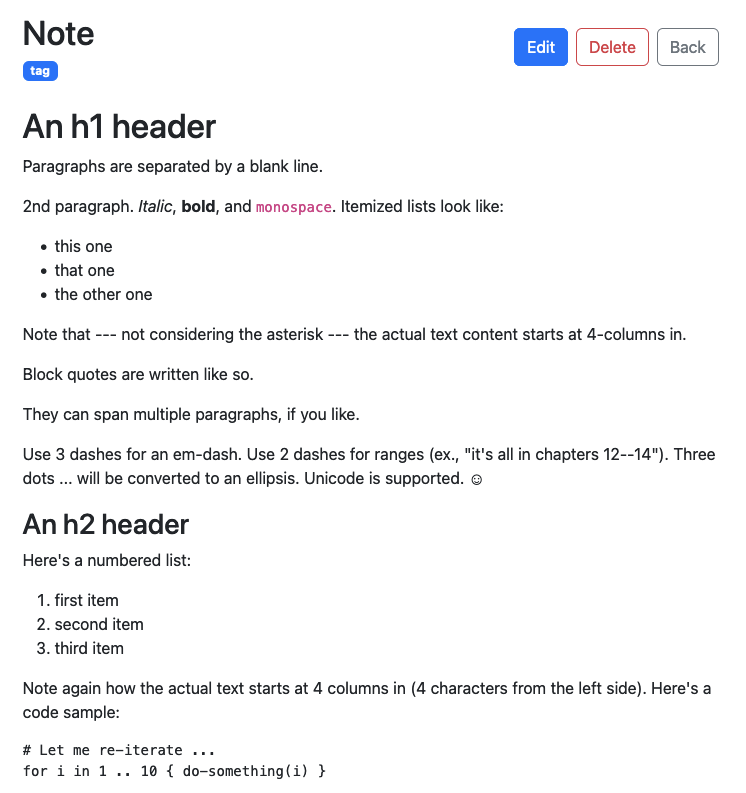 Note
Edit
Delete
Back
tag
An h1 header
Paragraphs are separated by a blank line.
2nd paragraph. Italic, bold, and monospace. Itemized lists look like:
• this one
• that one
• the other one
Note that --- not considering the asterisk --- the actual text content starts at 4-columns in.
Block quotes are written like so.
They can span multiple paragraphs, if you like.
Use 3 dashes for an em-dash. Use 2 dashes for ranges (ex., "it's all in chapters 12--14"). Three
dots ... will be converted to an ellipsis. Unicode is supported. ☺
An h2 header
Here's a numbered list:
1. first item
2. second item
3. third item
Note again how the actual text starts at 4 columns in (4 characters from the left side). Here's a
code sample:
# Let me re-iterate ...
for i in 1 .. 10 { do-something(i) }